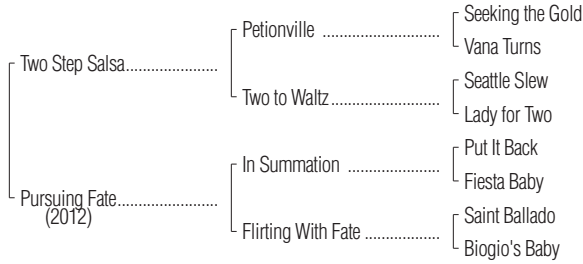 Seeking the Gold
Petionville ..........................
Vana Turns
Two Step Salsa....................
Seattle Slew
Two to Waltz........................
Lady for Two
Put It Back
In Summation ....................
Fiesta Baby
Pursuing Fate......................
(2012)
Saint Ballado
Flirting With Fate ................
Biogio's Baby